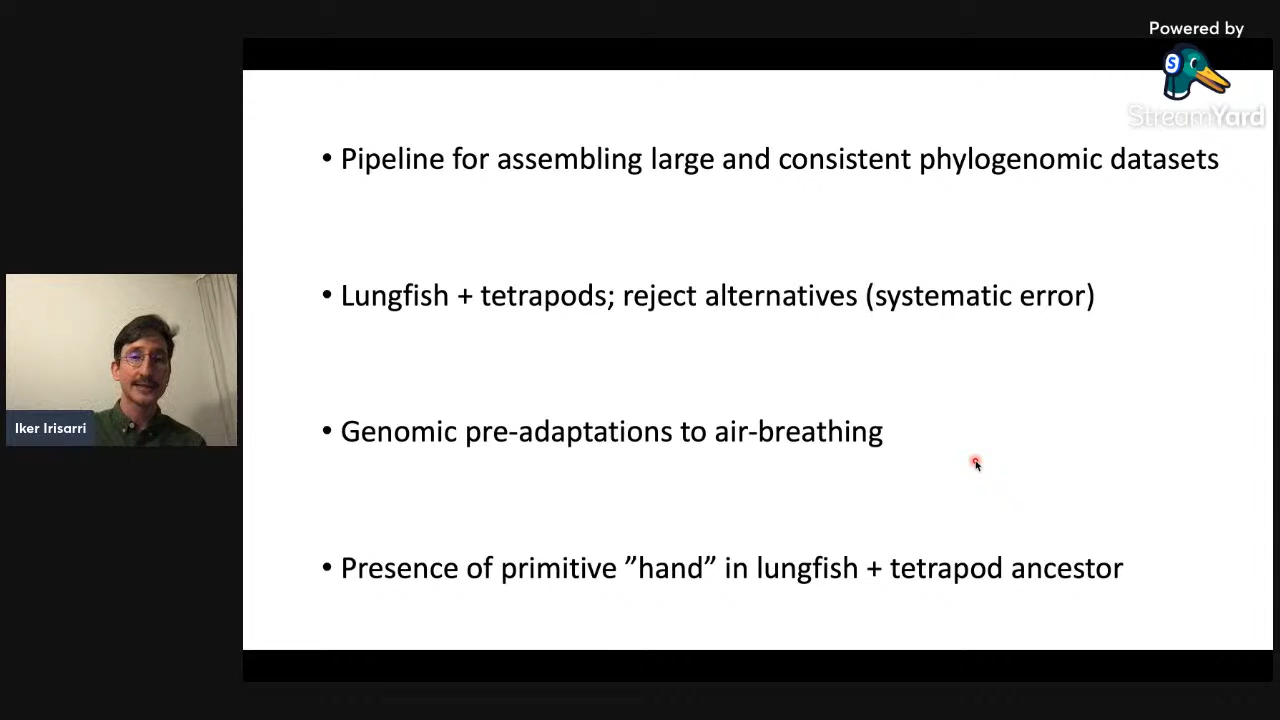 Powered by
S
StreamYard
• Pipeline for assembling large and consistent phylogenomic datasets
• Lungfish + tetrapods; reject alternatives (systematic error)
• Genomic pre-adaptations to air-breathing
• Presence of primitive ”hand” in lungfish + tetrapod ancestor
Iker Irisarri